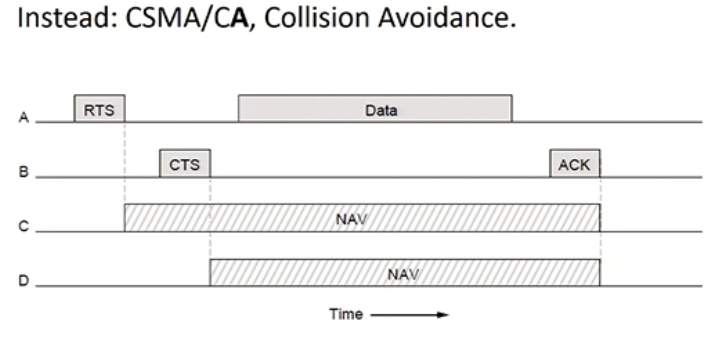 Instead: CSMA/CA, Collision Avoidance.
A RTS Data
B CTS ACK
C NAV
D NAV
Time